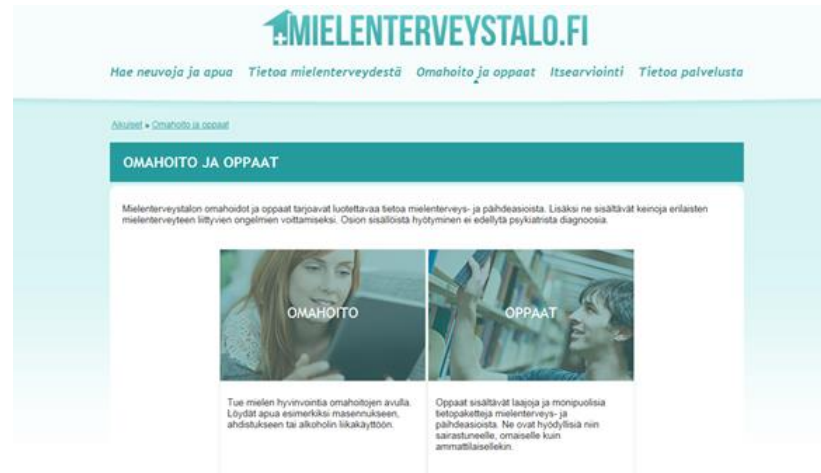 MIELENTERVEYSTALO.FI
Hae neuvoja ja apua Tietoa mielenterveydestä Omahoito ja oppaat Itsearviointi Tietoa palvelusta
Aikuiset » Omahoito ja oppaat
OMAHOITO JA OPPAAT
Mielenterveystalon omahoidot ja oppaat tarjoavat luotettavaa tietoa mielenterveys- ja päihdeasioista. Lisäksi ne sisältävät keinoja erilaisten
mielenterveyteen liittyvien ongelmien voittamiseksi. Osion sisällöistä hyötyminen ei edellytä psykiatrista diagnoosia.
OMAHOITO
Tue mielen hyvinvointia omahoitojen avulla.
Löydät apua esimerkiksi masennukseen,
ahdistukseen tai alkoholin liikakäyttöön.
OPPAAT
Oppaat sisältävät laajoja ja monipuolisia
tietopaketteja mielenterveys- ja
päihdeasioista. Ne ovat hyödyllisiä niin
sairastuneelle, omaiselle kuin
ammattilaisellekin.